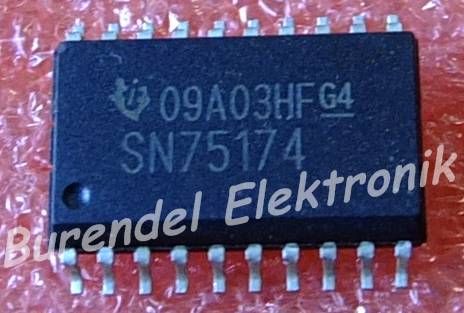 09A03HF G4
SN75174
Burendel Elektronik